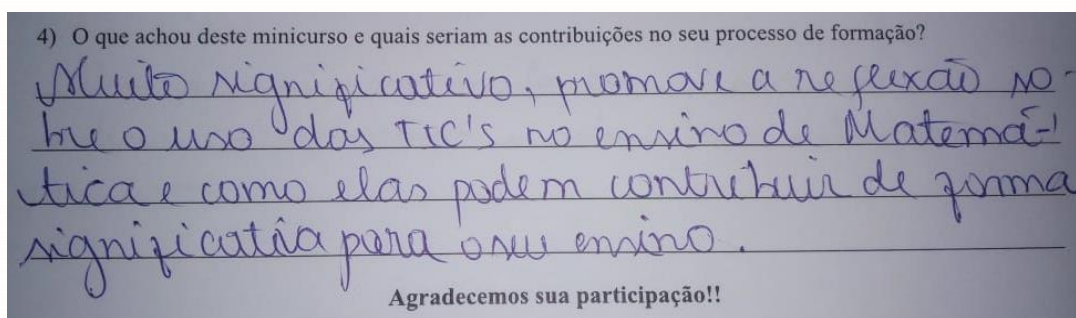 4) O que achou deste minicurso e quais seriam as contribuições no seu processo de formação?
Muito significativo, promove a reflexão so-
bre o uso das TIC's no ensino de Matemá-
tica e como elas podem contribuir de forma
significatia para o seu ensino.
Agradecemos sua participação!!